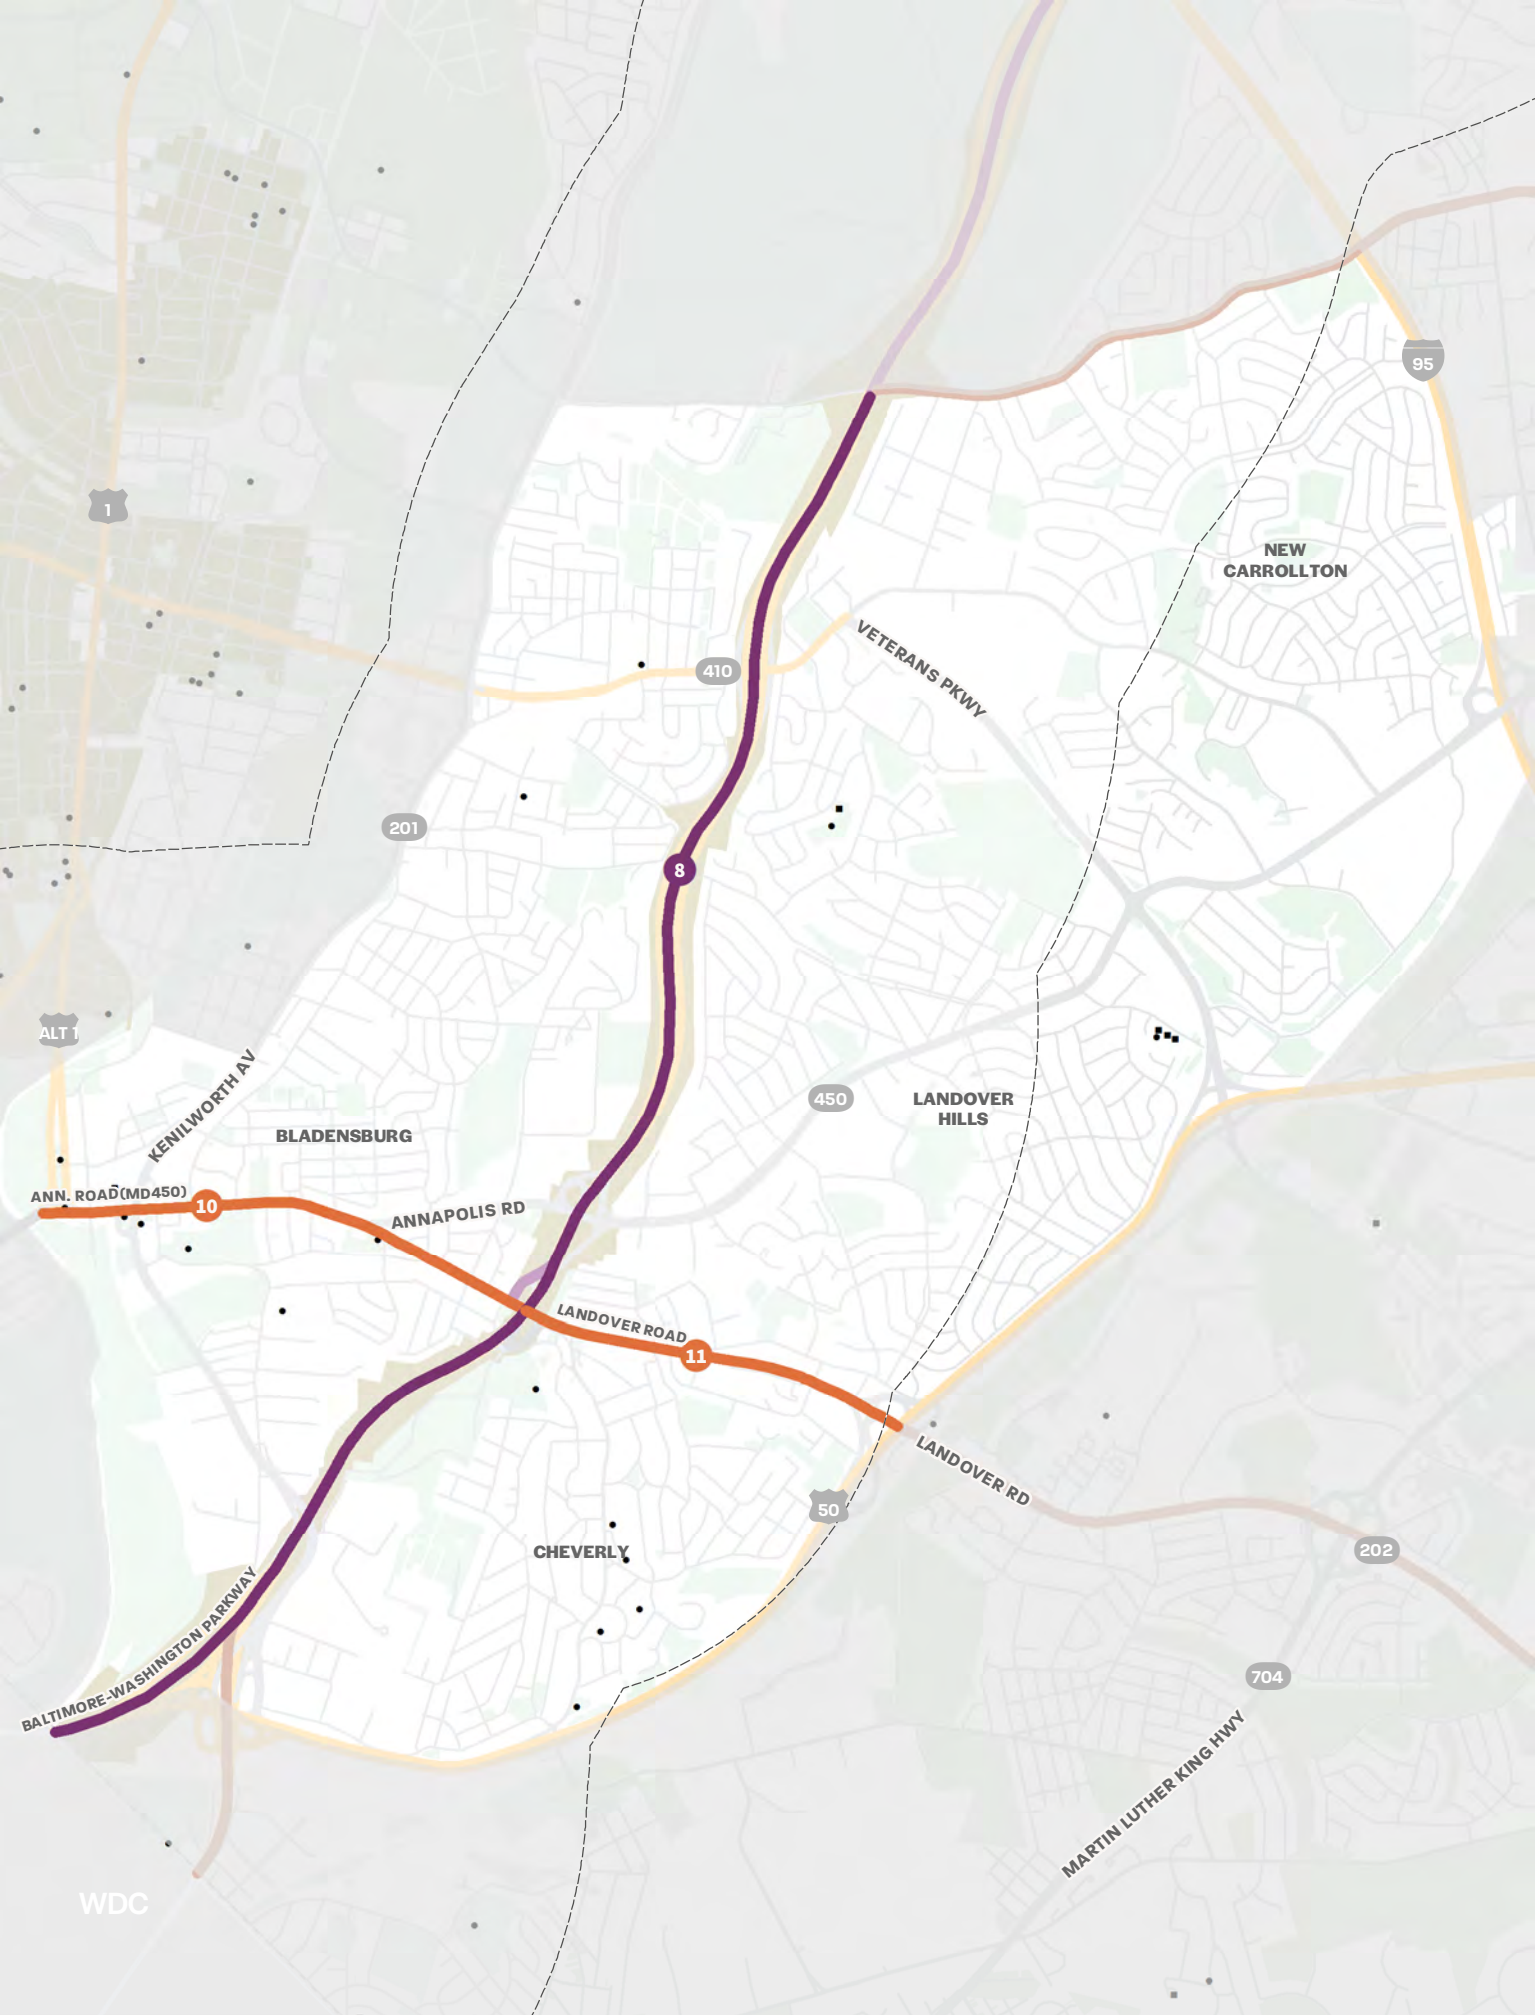 95
1
NEW
CARROLLTON
VETERANS PKWY
410
201
8
ALT 1
KENILWORTH AV
450
LANDOVER
HILLS
BLADENSBURG
ANN. ROAD(MD450)
10
ANNAPOLIS RD
LANDOVER ROAD
11
LANDOVER RD
50
202
CHEVERLY
BALTIMORE-WASHINGTON PARKWAY
704
MARTIN LUTHER KING HWY
WDC